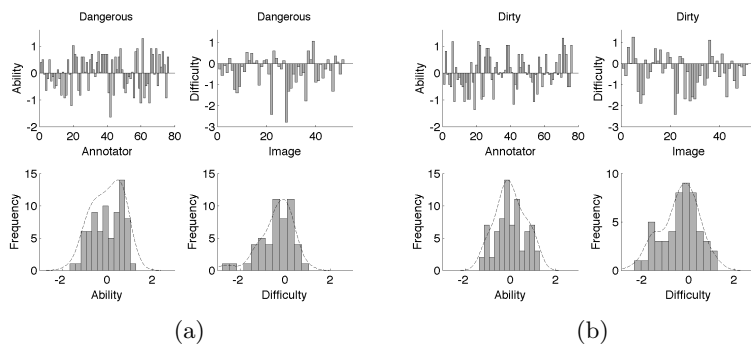 Dangerous
Ability
1
0
-1
-2
0 20 40 60 80
Annotator
Dangerous
Difficulty
1
0
-1
-2
-3
0 20 40
Image
Frequency
15
10
5
0
-2 0 2
Ability
Frequency
15
10
5
0
-2 0 2
Difficulty
(a)
Dirty
Ability
1
0
-1
-2
0 20 40 60 80
Annotator
Dirty
Difficulty
1
0
-1
-2
-3
0 20 40
Image
Frequency
15
10
5
0
-2 0 2
Ability
Frequency
10
5
0
-2 0 2
Difficulty
(b)